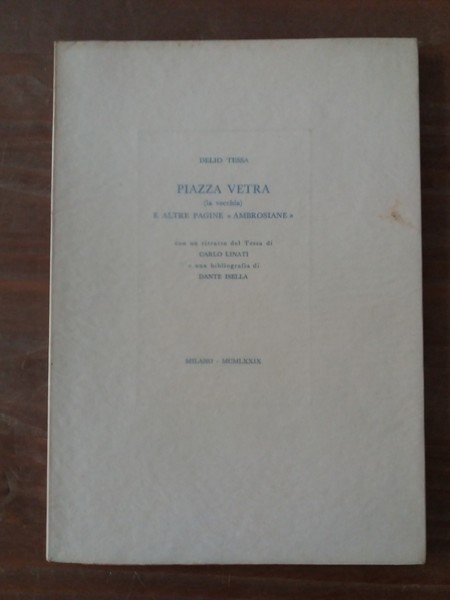 DELIO TESSA
PIAZZA VETRA
(la vecchia)
E ALTRE PAGINE « AMBROSIANE »
con un ritratto del Tessa di
CARLO LINATI
e una bibliografia di
DANTE ISELLA
MILANO - MCMLXXIX